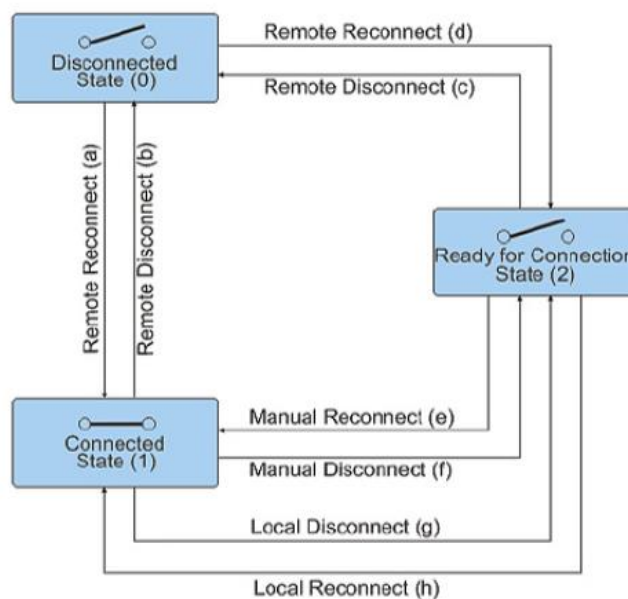 Remote Reconnect (d)
Disconnected
State (0)
Remote Disconnect (c)
Remote Reconnect (a)
Remote Disconnect (b)
Ready for Connection
State (2)
Manual Reconnect (e)
Connected
State (1)
Manual Disconnect (f)
Local Disconnect (g)
Local Reconnect (h)